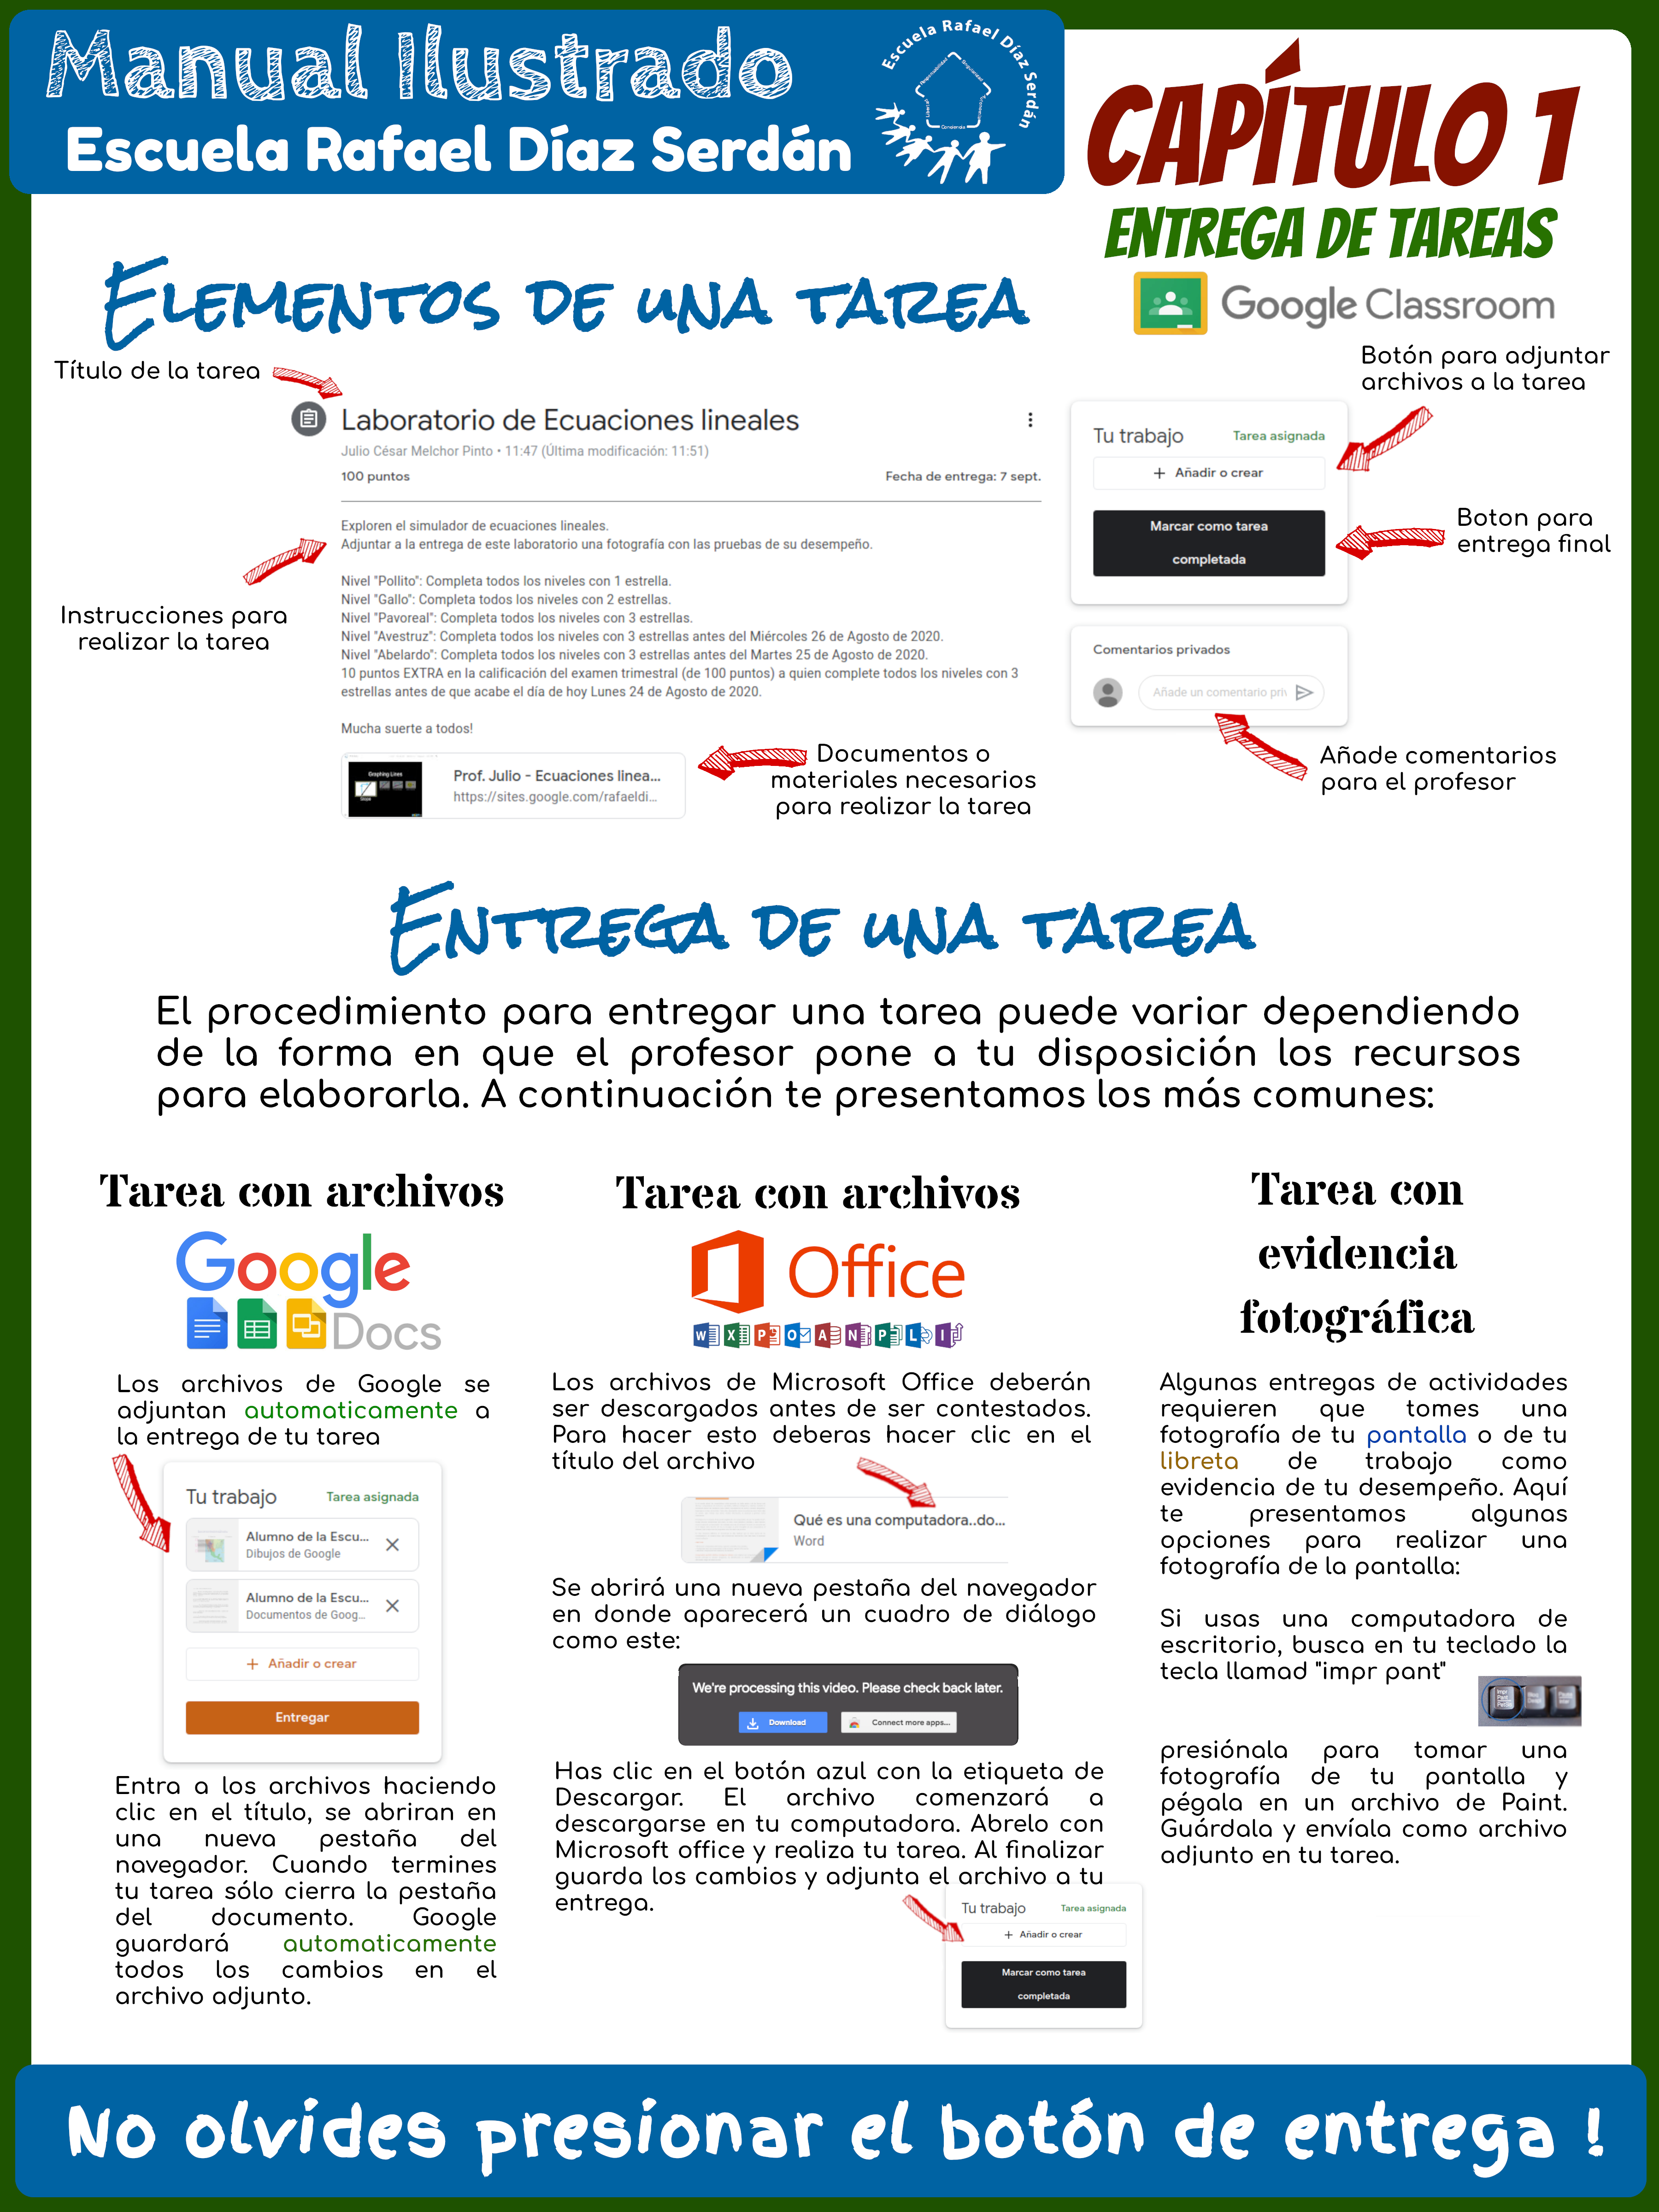 Manual Ilustrado
Escuela Rafael Díaz Serdán
Escuela Rafael Díaz Serdán
CAPÍTULO 1
ENTREGA DE TAREAS
Google Classroom
Elementos de una tarea
Título de la tarea
Laboratorio de Ecuaciones lineales
Julio César Melchor Pinto • 11:47 (Última modificación: 11:51)
100 puntos
Fecha de entrega: 7 sept.
Instrucciones para
realizar la tarea
Exploren el simulador de ecuaciones lineales.
Adjuntar a la entrega de este laboratorio una fotografía con las pruebas de su desempeño.
Nivel "Pollito": Completa todos los niveles con 1 estrella.
Nivel "Gallo": Completa todos los niveles con 2 estrellas.
Nivel "Pavoreal": Completa todos los niveles con 3 estrellas.
Nivel "Avestruz": Completa todos los niveles con 3 estrellas antes del Miércoles 26 de Agosto de 2020.
Nivel "Abelardo": Completa todos los niveles con 3 estrellas antes del Martes 25 de Agosto de 2020.
10 puntos EXTRA en la calificación del examen trimestral (de 100 puntos) a quien complete todos los niveles con 3
estrellas antes de que acabe el día de hoy Lunes 24 de Agosto de 2020.
Mucha suerte a todos!
Graphing Lines
Prof. Julio - Ecuaciones linea...
https://sites.google.com/rafaeldi...
Documentos o
materiales necesarios
para realizar la tarea
Botón para adjuntar
archivos a la tarea
Tu trabajo
Tarea asignada
+ Añadir o crear
Marcar como tarea
completada
Boton para
entrega final
Comentarios privados
Añade un comentario priv
Añade comentarios
para el profesor
Entrega de una tarea
El procedimiento para entregar una tarea puede variar dependiendo
de la forma en que el profesor pone a tu disposición los recursos
para elaborarla. A continuación te presentamos los más comunes:
Tarea con archivos
Google
Docs
Los archivos de Google se
adjuntan automaticamente a
la entrega de tu tarea
Tu trabajo
Tarea asignada
Alumno de la Escu...
Dibujos de Google
Alumno de la Escu...
Documentos de Goog...
+ Añadir o crear
Entregar
Entra a los archivos haciendo
clic en el título, se abriran en
una nueva pestaña del
navegador. Cuando termines
tu tarea sólo cierra la pestaña
del documento. Google
guardará automaticamente
todos los cambios en el
archivo adjunto.
Tarea con archivos
Office
Los archivos de Microsoft Office deberán
ser descargados antes de ser contestados.
Para hacer esto deberas hacer clic en el
título del archivo
Qué es una computadora..do...
Word
Se abrirá una nueva pestaña del navegador
en donde aparecerá un cuadro de diálogo
como este:
We're processing this video. Please check back later.
Download
Connect more apps...
Has clic en el botón azul con la etiqueta de
Descargar. El archivo comenzará a
descargarse en tu computadora. Abrelo con
Microsoft office y realiza tu tarea. Al finalizar
guarda los cambios y adjunta el archivo a tu
entrega.
Tu trabajo
Tarea asignada
+ Añadir o crear
Marcar como tarea
completada
Tarea con
evidencia
fotográfica
Algunas entregas de actividades
requieren que tomes una
fotografía de tu pantalla o de tu
libreta de trabajo como
evidencia de tu desempeño. Aquí
te presentamos algunas
opciones para realizar una
fotografía de la pantalla:
Si usas una computadora de
escritorio, busca en tu teclado la
tecla llamad "impr pant"
presiónala para tomar una
fotografía de tu pantalla y
pégala en un archivo de Paint.
Guárdala y envíala como archivo
adjunto en tu tarea.
No olvides presionar el botón de entrega !